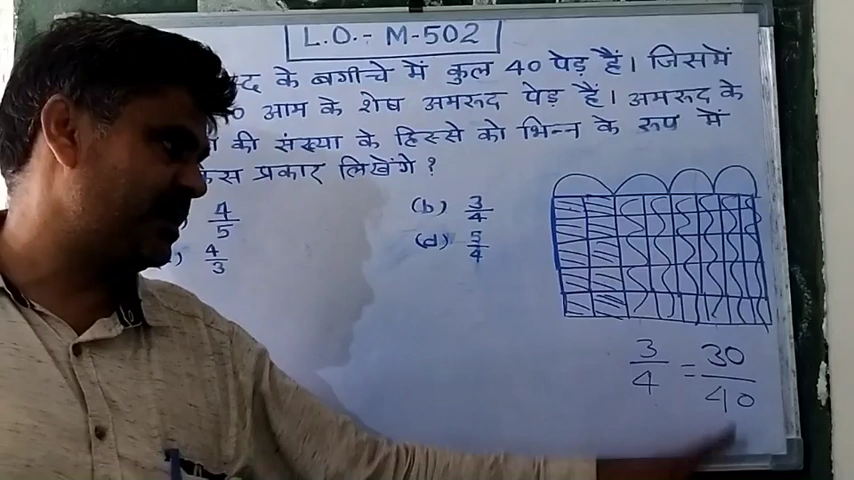 L.O.- M-502
के बगीचे में कुल 40 पेड़ हैं। जिसमें
10 आम के शेष अमरूद पेड़ हैं। अमरूद के
की संख्या के हिस्से को भिन्न के रूप में
प्रकार लिखेंगे ?
4/5 (b) 3/4
) 4/3 (d) 5/4
3/4 = 30/40